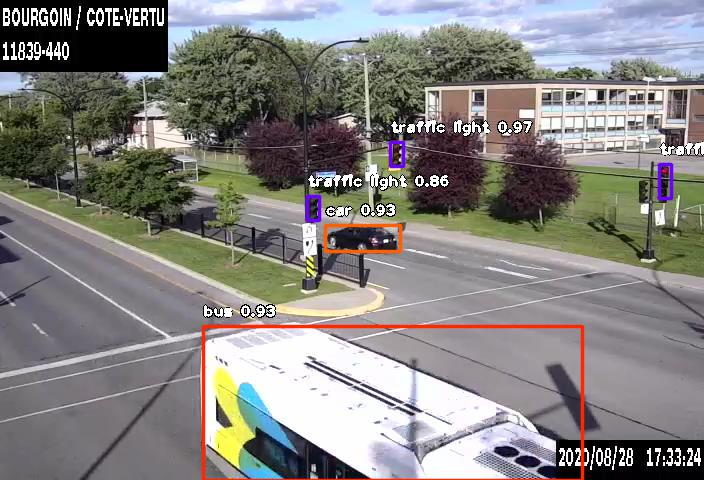 BOURGOIN / COTE-VERTU
11839-440
traffic light 0.97
traffi
traffic light 0.86
car 0.93
bus 0.93
2020/08/28 17:33:24